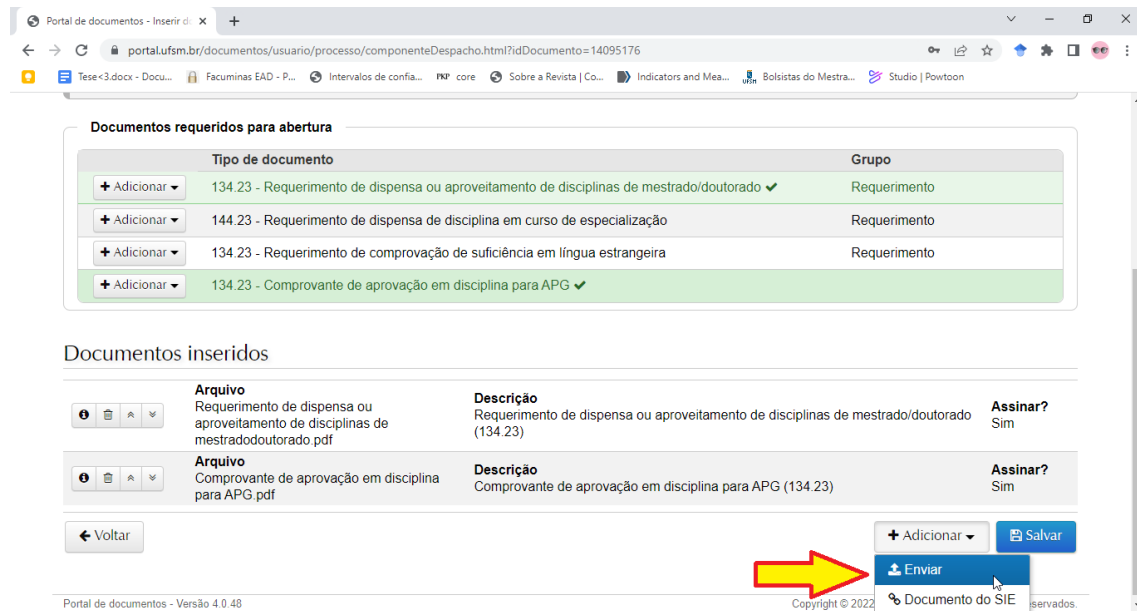 Portal de documentos - Inserir d
portal.ufsm.br/documentos/usuario/processo/componenteDespacho.html?idDocumento=14095176
Tese<3.docx - Docu... Facuminas EAD - P... Intervalos de confia... PKP core Sobre a Revista | Co... Indicators and Mea... UFSM Bolsistas do Mestra... Studio | Powtoon
Documentos requeridos para abertura
Tipo de documento Grupo
Adicionar 134.23 - Requerimento de dispensa ou aproveitamento de disciplinas de mestrado/doutorado Requerimento
Adicionar 144.23 - Requerimento de dispensa de disciplina em curso de especialização Requerimento
Adicionar 134.23 - Requerimento de comprovação de suficiência em língua estrangeira Requerimento
Adicionar 134.23 - Comprovante de aprovação em disciplina para APG
Documentos inseridos
Arquivo
Requerimento de dispensa ou
aproveitamento de disciplinas de
mestradodoutorado.pdf
Descrição
Requerimento de dispensa ou aproveitamento de disciplinas de mestrado/doutorado
(134.23)
Assinar?
Sim
Arquivo
Comprovante de aprovação em disciplina
para APG.pdf
Descrição
Comprovante de aprovação em disciplina para APG (134.23)
Assinar?
Sim
Voltar Adicionar Salvar
Enviar
Documento do SIE
Portal de documentos - Versão 4.0.48 Copyright © 2022 servados.